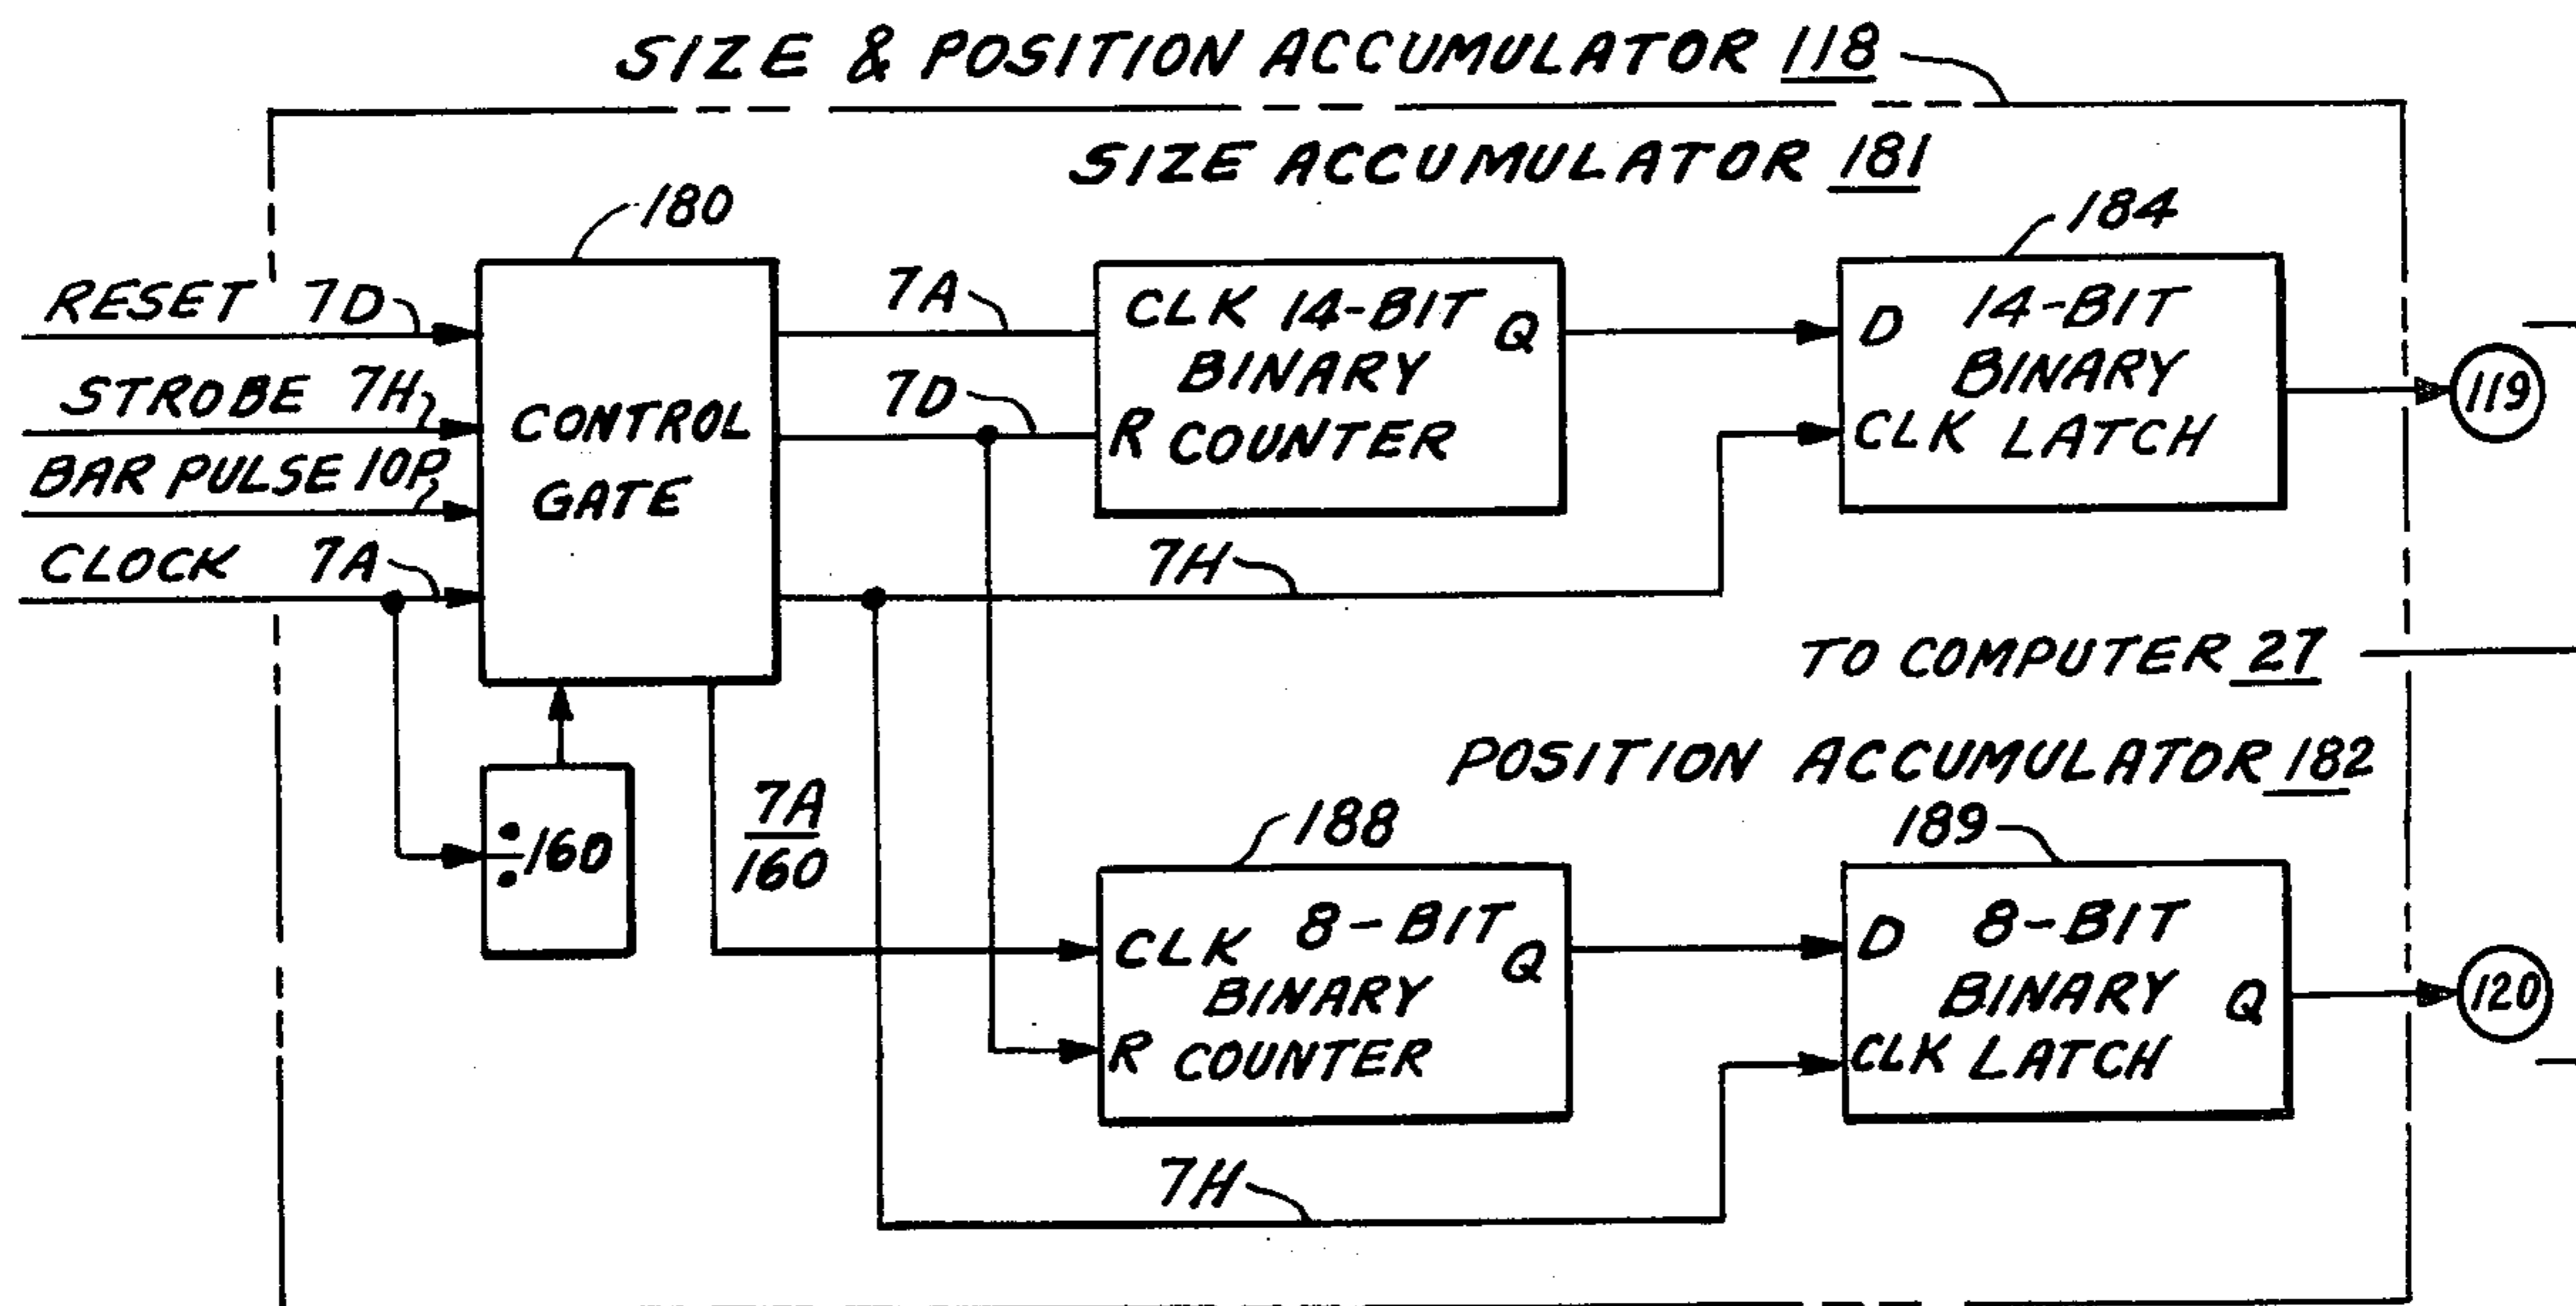 SIZE & POSITION ACCUMULATOR 118
SIZE ACCUMULATOR 181
180
184
RESET 7D
STROBE 7H
BAR PULSE 10P
CLOCK 7A
CONTROL
GATE
7A
7D
7H
CLK 14-BIT Q
BINARY
R COUNTER
D 14-BIT
BINARY
CLK LATCH
119
TO COMPUTER 27
POSITION ACCUMULATOR 182
÷160
7A
160
188
189
CLK 8-BIT Q
BINARY
R COUNTER
D 8-BIT
BINARY Q
CLK LATCH
120
7H